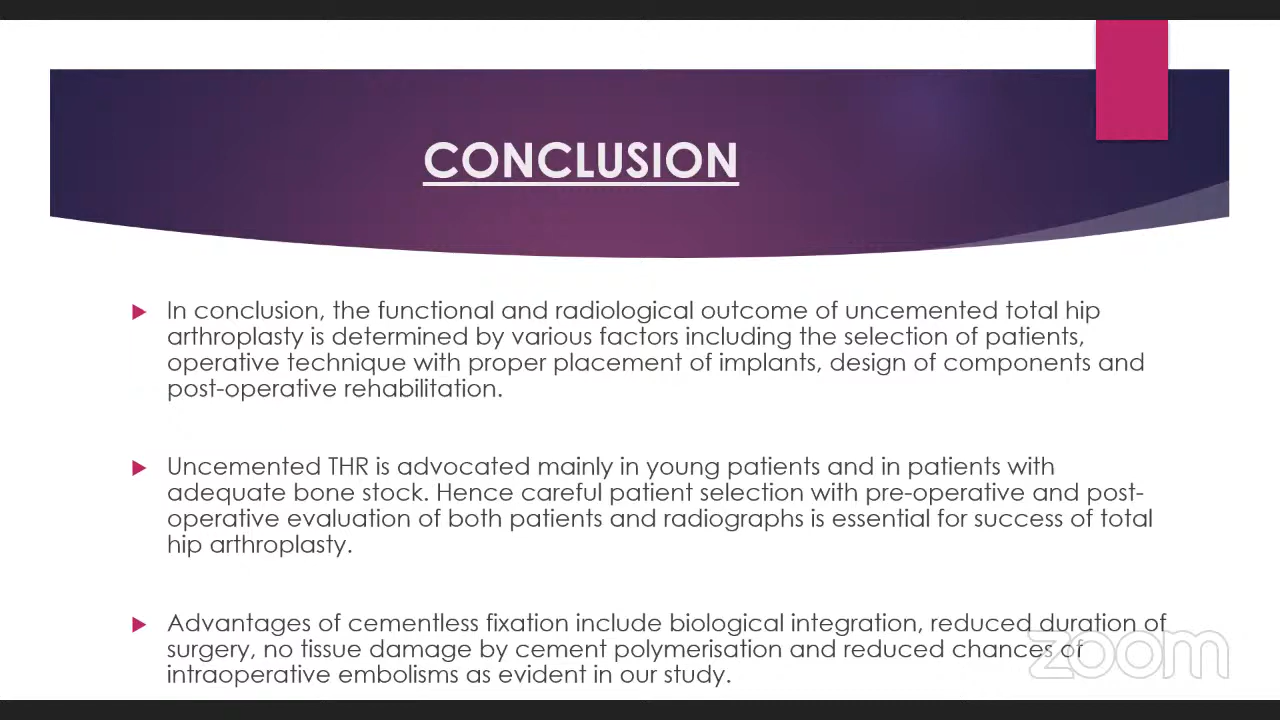 CONCLUSION
In conclusion, the functional and radiological outcome of uncemented total hip
arthroplasty is determined by various factors including the selection of patients,
operative technique with proper placement of implants, design of components and
post-operative rehabilitation.
Uncemented THR is advocated mainly in young patients and in patients with
adequate bone stock. Hence careful patient selection with pre-operative and post-
operative evaluation of both patients and radiographs is essential for success of total
hip arthroplasty.
Advantages of cementless fixation include biological integration, reduced duration of
surgery, no tissue damage by cement polymerisation and reduced chances of
intraoperative embolisms as evident in our study.
zoom